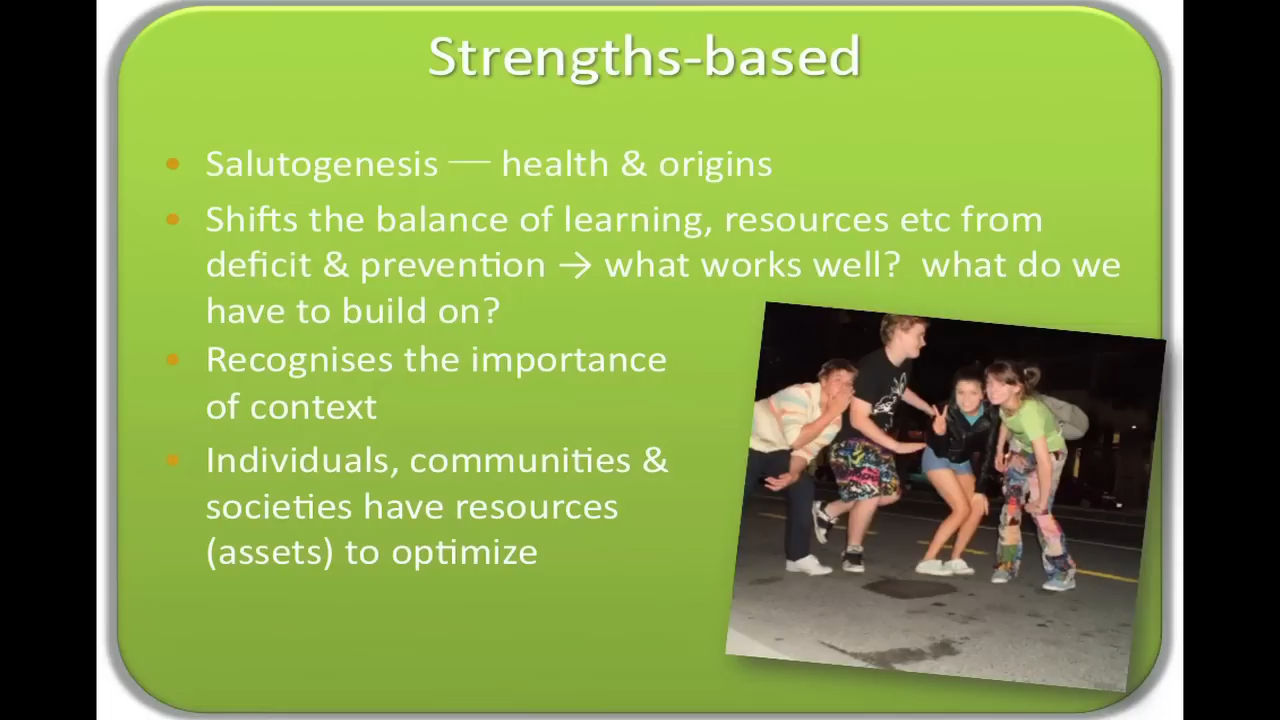 Strengths-based
• Salutogenesis — health & origins
• Shifts the balance of learning, resources etc from
deficit & prevention → what works well?  what do we
have to build on?
• Recognises the importance
of context
• Individuals, communities &
societies have resources
(assets) to optimize